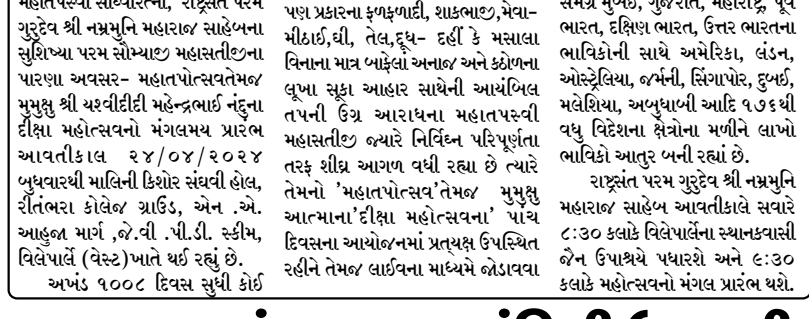 મહાતપસ્વી સાધ્વીરત્ના, રાષ્ટ્રસંત પરમ
ગુરુદેવ શ્રી નમ્રમુનિ મહારાજ સાહેબના
સુશિષ્યા પરમ સૌમ્યાજી મહાસતીજીના
પારણા અવસર- મહાતપોત્સવતેમજ
મુમુક્ષુ શ્રી યશ્વીદીદી મહેન્દ્રભાઈ નંદુના
દીક્ષા મહોત્સવનો મંગલમય પ્રારંભ
આવતીકાલ ૨૪/૦૪/૨૦૨૪
બુધવારથી માલિની કિશોર સંઘવી હોલ,
રીતંભરા કોલેજ ગ્રાઉંડ, એન .એ.
આહુજા માર્ગ ,જે.વી .પી.ડી. સ્કીમ,
વિલેપાર્લે (વેસ્ટ)ખાતે થઈ રહ્યું છે.
અખંડ ૧૦૦૮ દિવસ સુધી કોઈ
પણ પ્રકારના ફળફળાદી, શાકભાજી,મેવા-
મીઠાઈ,ઘી, તેલ,દૂધ- દહીં કે મસાલા
વિનાના માત્ર બાફેલાં અનાજ અને કઠોળના
લૂખા સૂકા આહાર સાથેની આયંબિલ
તપની ઉગ્ર આરાધના મહાતપસ્વી
મહાસતીજી જ્યારે નિર્વિઘ્ન પરિપૂર્ણતા
તરફ શીઘ્ર આગળ વધી રહ્યા છે ત્યારે
તેમનો 'મહાતપોત્સવ'તેમજ મુમુક્ષુ
આત્માના'દીક્ષા મહોત્સવના' પાંચ
દિવસના આયોજનમાં પ્રત્યક્ષ ઉપસ્થિત
રહીને તેમજ લાઈવના માધ્યમે જોડાવવા
સમગ્ર મુંબઈ, ગુજરાત, મહારાષ્ટ્ર, પૂર્વ
ભારત, દક્ષિણ ભારત, ઉત્તર ભારતના
ભાવિકોની સાથે અમેરિકા, લંડન,
ઓસ્ટ્રેલિયા, જર્મની, સિંગાપોર, દુબઈ,
મલેશિયા, અબુધાબી આદિ ૧૭૬થી
વધુ વિદેશના ક્ષેત્રોના મળીને લાખો
ભાવિકો આતુર બની રહ્યાં છે.
રાષ્ટ્રસંત પરમ ગુરુદેવ શ્રી નમ્રમુનિ
મહારાજ સાહેબ આવતીકાલે સવારે
૮:૩૦ કલાકે વિલેપાર્લેના સ્થાનકવાસી
જૈન ઉપાશ્રયે પધારશે અને ૯:૩૦
કલાકે મહોત્સવનો મંગલ પ્રારંભ થશે.